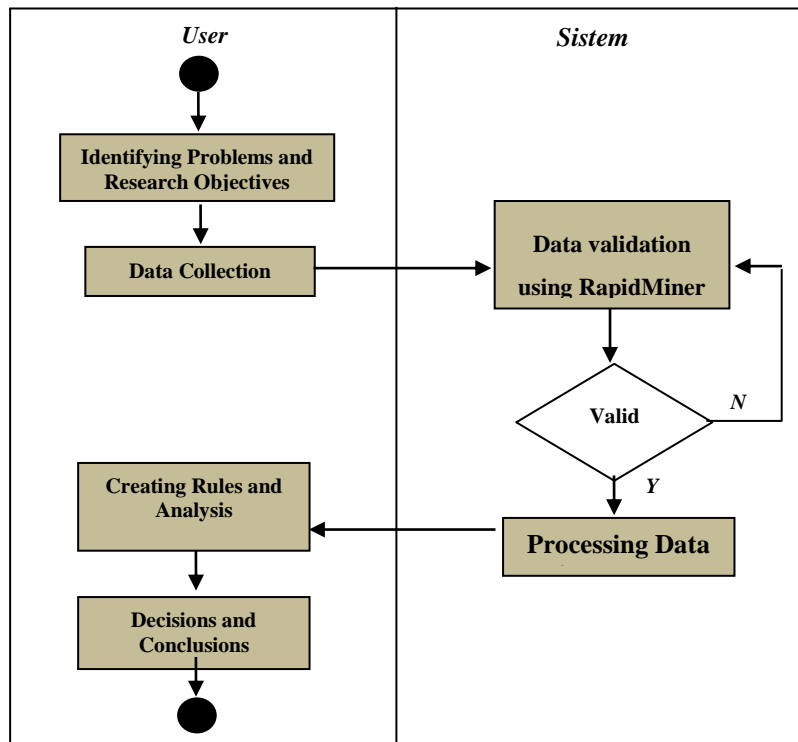 User
Sistem
Identifying Problems and
Research Objectives
Data Collection
Data validation
using RapidMiner
Valid
N
Y
Creating Rules and
Analysis
Processing Data
Decisions and
Conclusions